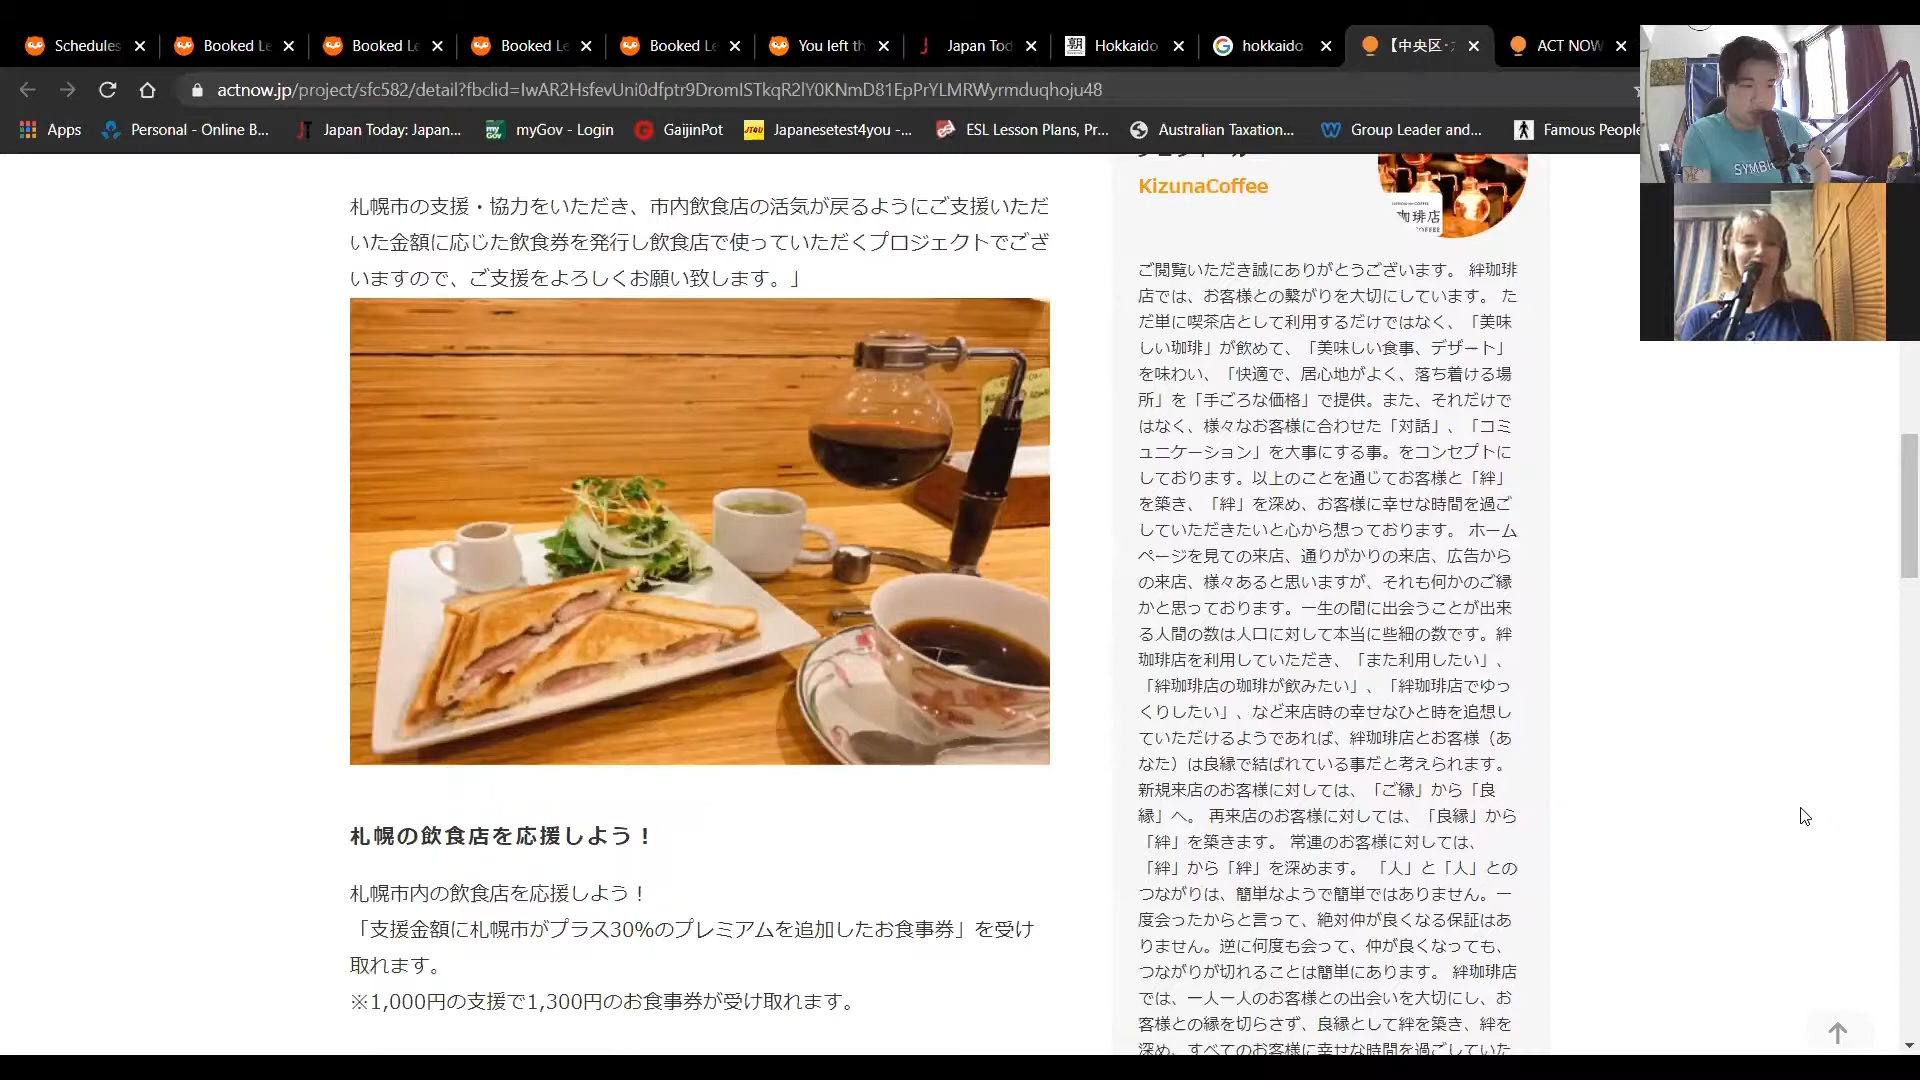 Schedules
Booked Le
Booked Le
Booked Le
Booked Le
You left th
Japan Tod
Hokkaido
hokkaido
【中央区·
ACT NOW
actnow.jp/project/sfc582/detail?fbclid=IwAR2HsfevUni0dfptr9DromISTkqR2lY0KNmD81EpPrYLMRWyrmduqhoju48
Apps
Personal - Online B...
Japan Today: Japan...
myGov - Login
GaijinPot
Japanesetest4you -...
ESL Lesson Plans, Pr...
Australian Taxation...
Group Leader and...
Famous People
札幌市の支援・協力をいただき、市内飲食店の活気が戻るようにご支援いただ
いた金額に応じた飲食券を発行し飲食店で使っていただくプロジェクトでござ
いますので、ご支援をよろしくお願い致します。」
札幌の飲食店を応援しよう！
札幌市内の飲食店を応援しよう！
「支援金額に札幌市がプラス30%のプレミアムを追加したお食事券」を受け
取れます。
※1,000円の支援で1,300円のお食事券が受け取れます。
KizunaCoffee
珈琲店
COFFEE
ご閲覧いただき誠にありがとうございます。 絆珈琲
店では、お客様との繋がりを大切にしています。 た
だ単に喫茶店として利用するだけではなく、「美味
しい珈琲」が飲めて、「美味しい食事、デザート」
を味わい、「快適で、居心地がよく、落ち着ける場
所」を「手ごろな価格」で提供。また、それだけで
はなく、様々なお客様に合わせた「対話」、「コミ
ュニケーション」を大事にする事。をコンセプトに
しております。以上のことを通じてお客様と「絆」
を築き、「絆」を深め、お客様に幸せな時間を過ご
していただきたいと心から想っております。 ホーム
ページを見ての来店、通りがかりの来店、広告から
の来店、様々あると思いますが、それも何かのご縁
かと思っております。一生の間に出会うことが出来
る人間の数は人口に対して本当に些細の数です。絆
珈琲店を利用していただき、「また利用したい」、
「絆珈琲店の珈琲が飲みたい」、「絆珈琲店でゆっ
くりしたい」、など来店時の幸せなひと時を追想し
ていただけるようであれば、絆珈琲店とお客様（あ
なた）は良縁で結ばれている事だと考えられます。
新規来店のお客様に対しては、「ご縁」から「良
縁」へ。 再来店のお客様に対しては、「良縁」から
「絆」を築きます。 常連のお客様に対しては、
「絆」から「絆」を深めます。 「人」と「人」との
つながりは、簡単なようで簡単ではありません。一
度会ったからと言って、絶対仲が良くなる保証はあ
りません。逆に何度も会って、仲が良くなっても、
つながりが切れることは簡単にあります。 絆珈琲店
では、一人一人のお客様との出会いを大切にし、お
客様との縁を切らさず、良縁として絆を築き、絆を
深め、すべてのお客様に幸せな時間を過ごしていた